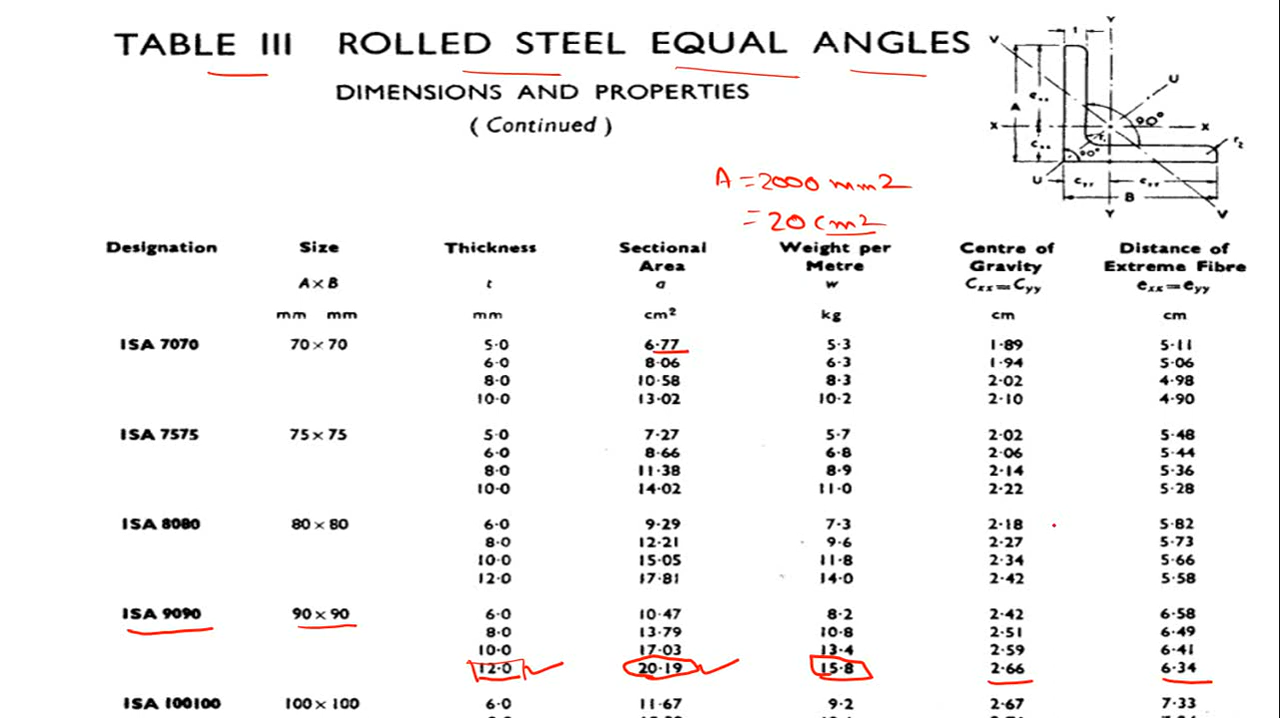 TABLE III ROLLED STEEL EQUAL ANGLES
DIMENSIONS AND PROPERTIES
( Continued )
A = 2000 mm2
= 20 cm2
Y
V
t
U
A
exx
90°
X
X
cxx
r1
90°
r2
U
cyy
eyy
B
Y
V
Designation Size Thickness Sectional Area Weight per Metre Centre of Gravity Distance of Extreme Fibre
A×B t a w Cxx=Cyy exx=eyy
mm mm mm cm² kg cm cm
ISA 7070 70×70 5·0 6·77 5·3 1·89 5·11
6·0 8·06 6·3 1·94 5·06
8·0 10·58 8·3 2·02 4·98
10·0 13·02 10·2 2·10 4·90
ISA 7575 75×75 5·0 7·27 5·7 2·02 5·48
6·0 8·66 6·8 2·06 5·44
8·0 11·38 8·9 2·14 5·36
10·0 14·02 11·0 2·22 5·28
ISA 8080 80×80 6·0 9·29 7·3 2·18 5·82
8·0 12·21 9·6 2·27 5·73
10·0 15·05 11·8 2·34 5·66
12·0 17·81 14·0 2·42 5·58
ISA 9090 90×90 6·0 10·47 8·2 2·42 6·58
8·0 13·79 10·8 2·51 6·49
10·0 17·03 13·4 2·59 6·41
12·0 20·19 15·8 2·66 6·34
ISA 100100 100×100 6·0 11·67 9·2 2·67 7·33